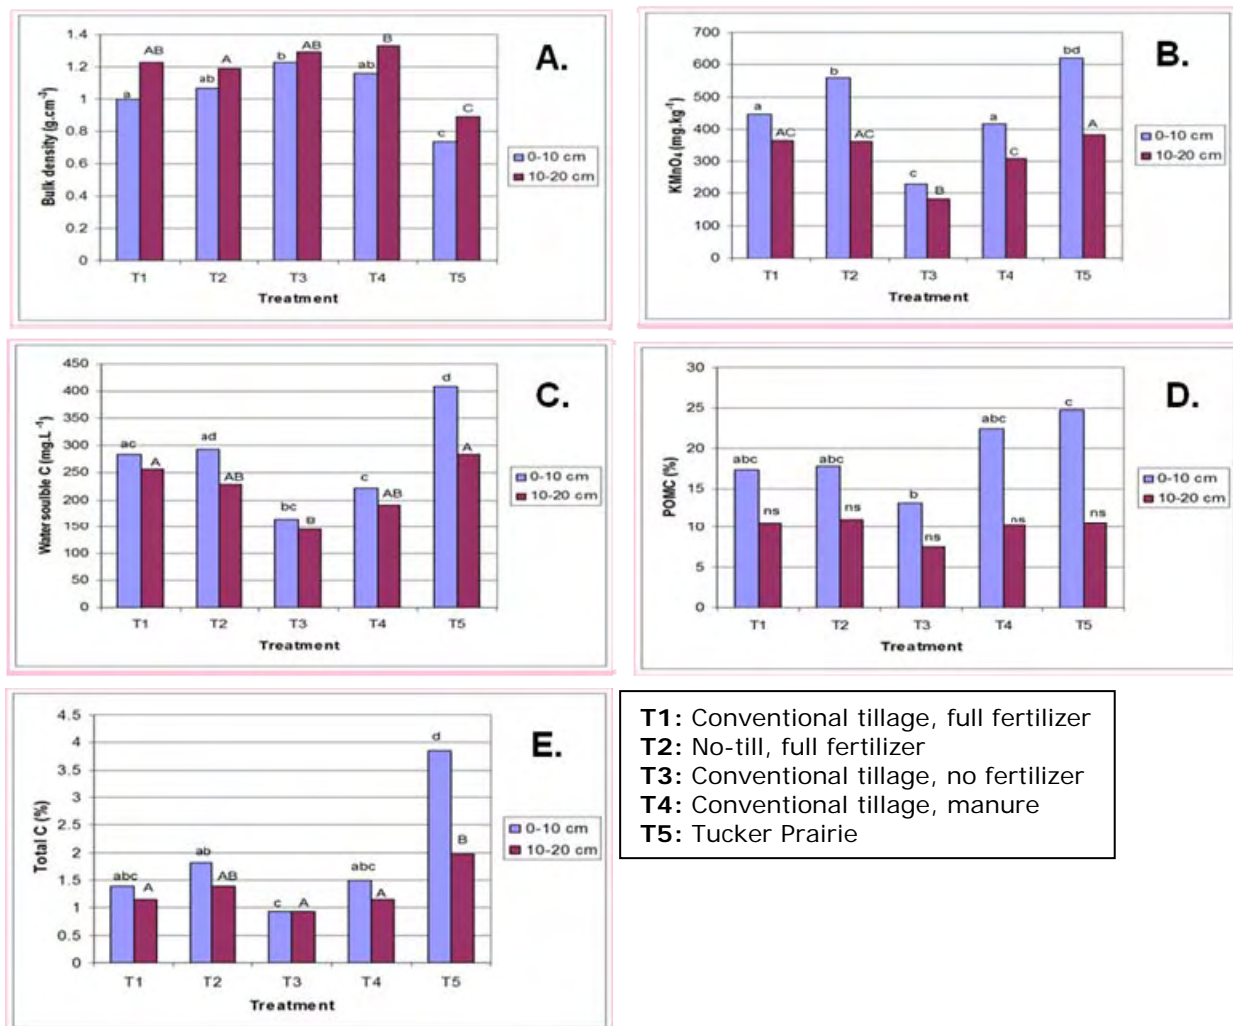 A.
Bulk density (g.cm⁻³)
1.4
1.2
1
0.8
0.6
0.4
0.2
0
a AB ab A b AB ab B c C
T1 T2 T3 T4 T5
Treatment
0-10 cm
10-20 cm
B.
KMnO₄ (mg.kg⁻¹)
700
600
500
400
300
200
100
0
a AC b AC c B a C bd A
T1 T2 T3 T4 T5
Treatment
0-10 cm
10-20 cm
C.
Water soulble C (mg.L⁻¹)
450
400
350
300
250
200
150
100
50
0
ac A ad AB bc B c AB d A
T1 T2 T3 T4 T5
Treatment
0-10 cm
10-20 cm
D.
POMC (%)
30
25
20
15
10
5
0
abc ns abc ns b ns abc ns c ns
T1 T2 T3 T4 T5
Treatment
0-10 cm
10-20 cm
E.
Total C (%)
4.5
4
3.5
3
2.5
2
1.5
1
0.5
0
abc A ab AB c A abc A d B
T1 T2 T3 T4 T5
Treatment
0-10 cm
10-20 cm
T1: Conventional tillage, full fertilizer
T2: No-till, full fertilizer
T3: Conventional tillage, no fertilizer
T4: Conventional tillage, manure
T5: Tucker Prairie